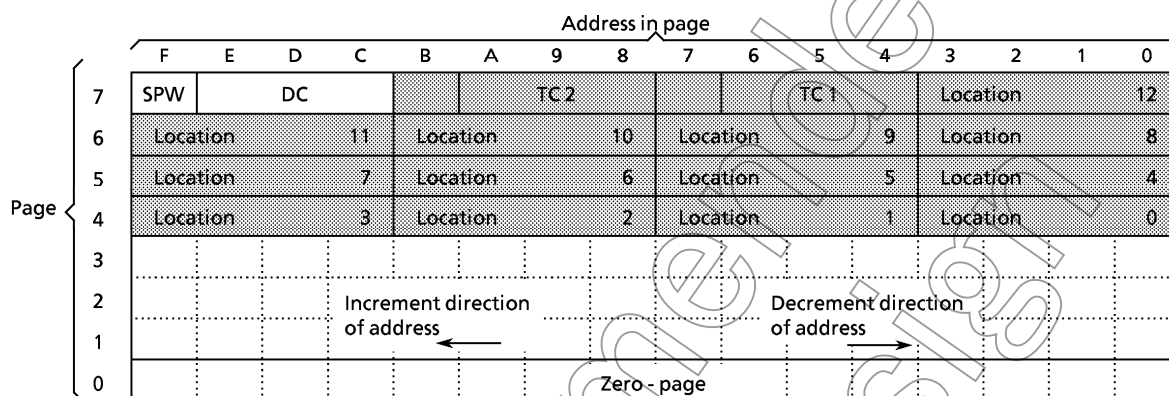 Address in page
F E D C B A 9 8 7 6 5 4 3 2 1 0
7 SPW DC TC 2 TC 1 Location 12
6 Location 11 Location 10 Location 9 Location 8
5 Location 7 Location 6 Location 5 Location 4
Page
4 Location 3 Location 2 Location 1 Location 0
3
2 Increment direction Decrement direction
of address of address
1
0 Zero - page